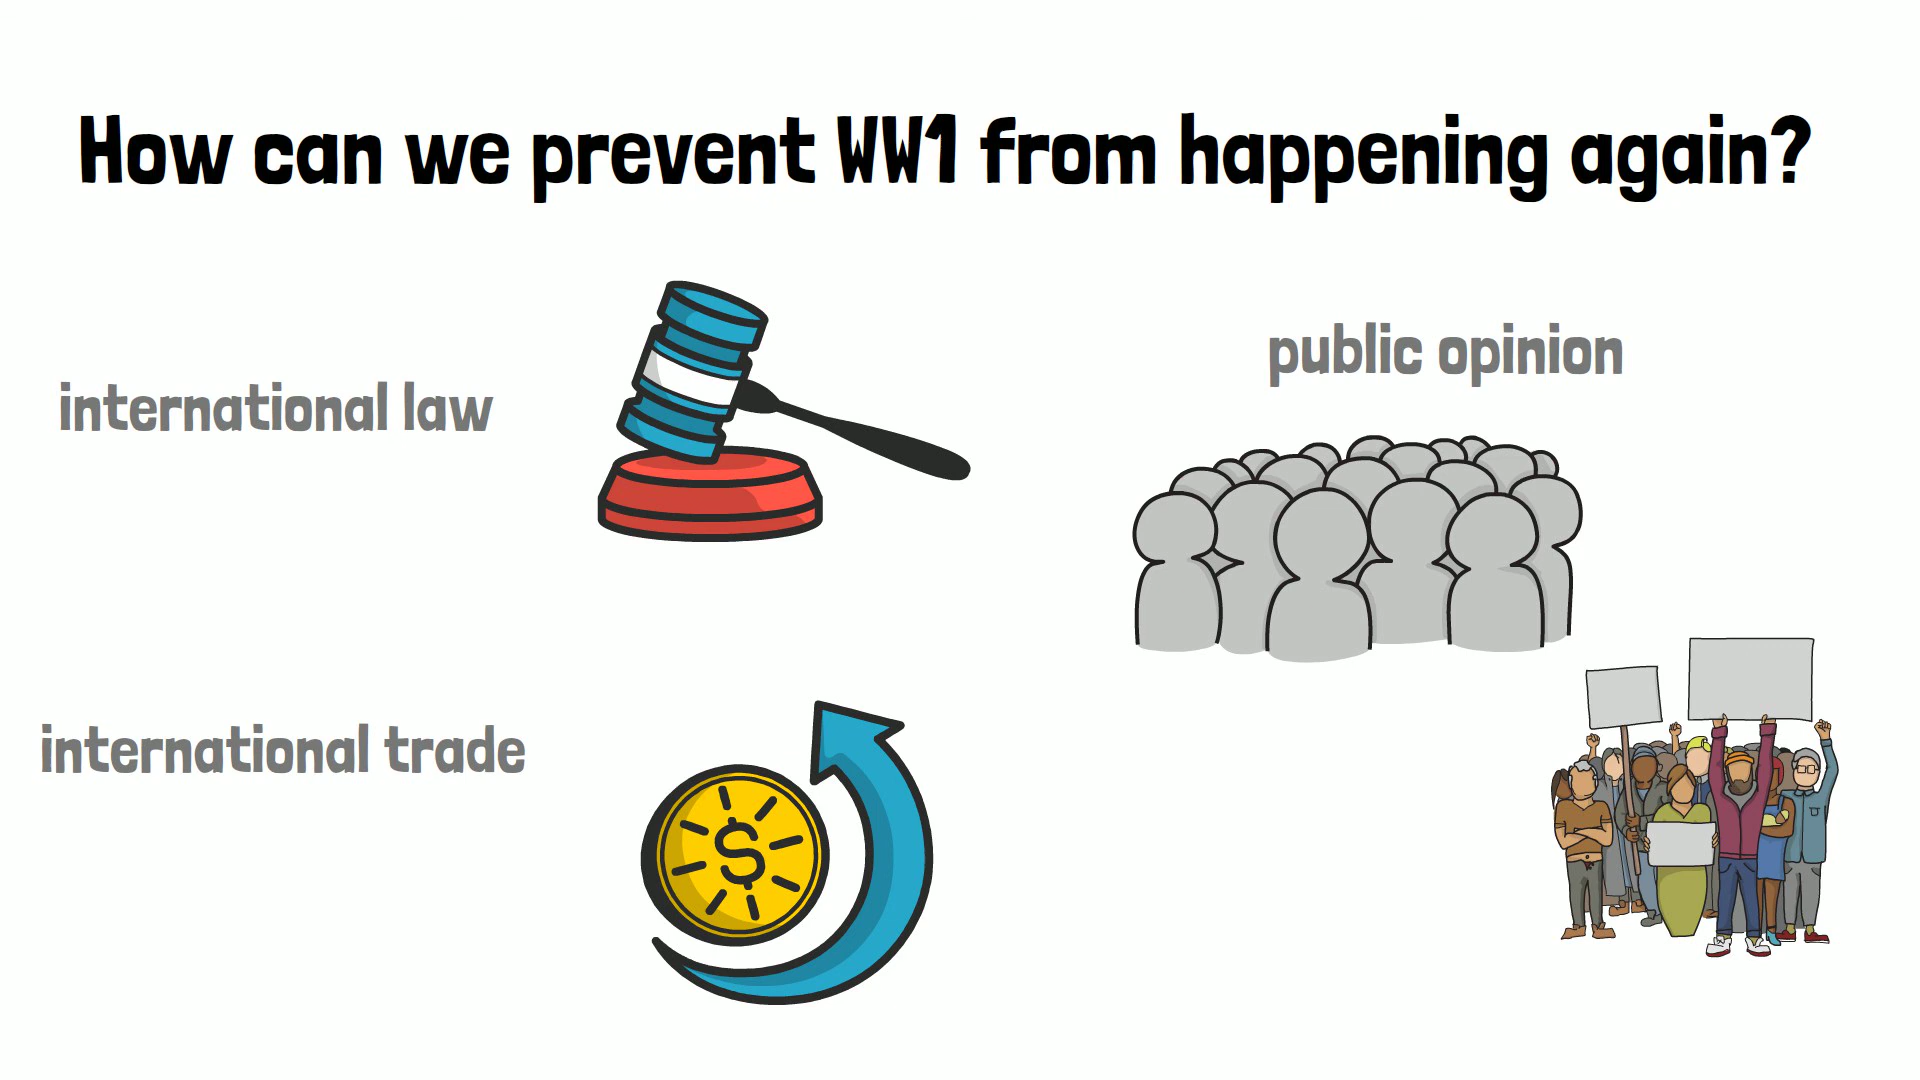 How can we prevent WW1 from happening again?
international law
public opinion
international trade
$